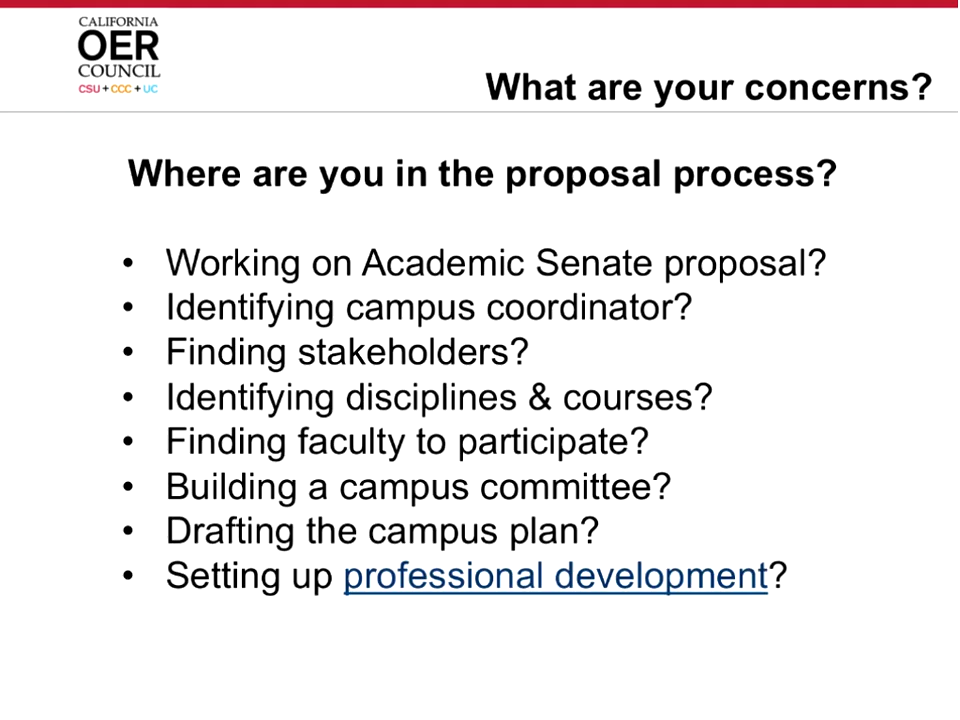 CALIFORNIA
OER
COUNCIL
CSU + CCC + UC
What are your concerns?
Where are you in the proposal process?
• Working on Academic Senate proposal?
• Identifying campus coordinator?
• Finding stakeholders?
• Identifying disciplines & courses?
• Finding faculty to participate?
• Building a campus committee?
• Drafting the campus plan?
• Setting up professional development?